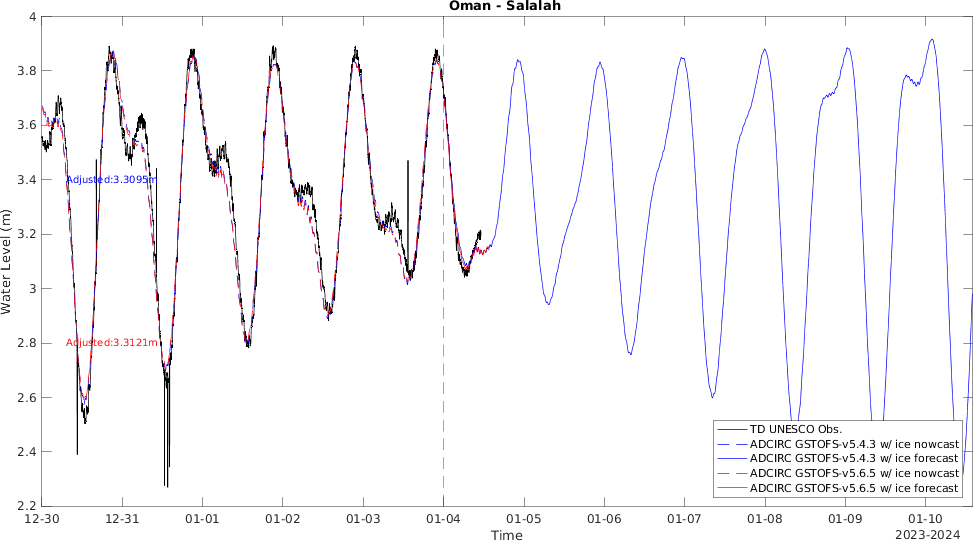 Oman - Salalah
4
3.8
3.6
3.4
3.2
3
2.8
2.6
2.4
2.2
Water Level (m)
Adjusted:3.3095m
Adjusted:3.3121m
TD UNESCO Obs.
ADCIRC GSTOFS-v5.4.3 w/ ice nowcast
ADCIRC GSTOFS-v5.4.3 w/ ice forecast
ADCIRC GSTOFS-v5.6.5 w/ ice nowcast
ADCIRC GSTOFS-v5.6.5 w/ ice forecast
12-30 12-31 01-01 01-02 01-03 01-04 01-05 01-06 01-07 01-08 01-09 01-10
Time
2023-2024